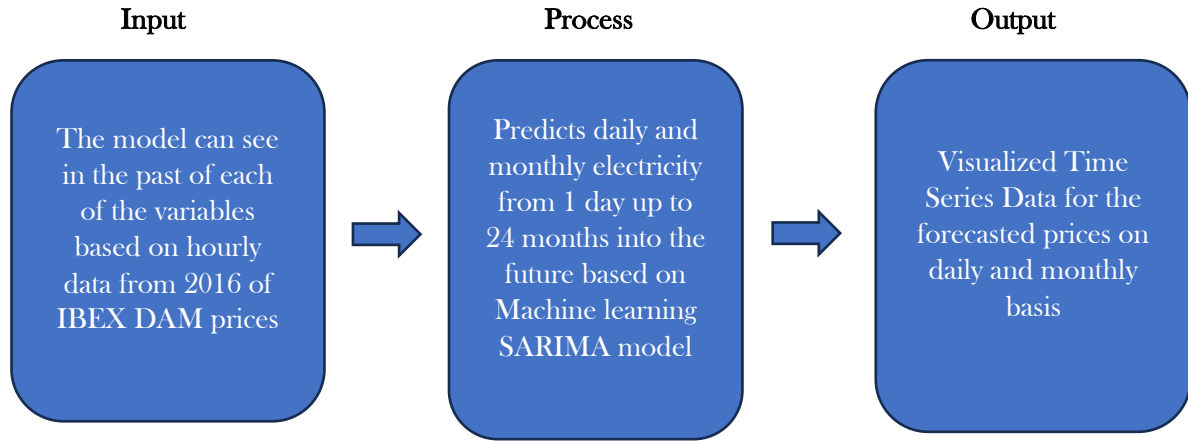 Input
The model can see
in the past of each
of the variables
based on hourly
data from 2016 of
IBEX DAM prices
Process
Predicts daily and
monthly electricity
from 1 day up to
24 months into the
future based on
Machine learning
SARIMA model
Output
Visualized Time
Series Data for the
forecasted prices on
daily and monthly
basis